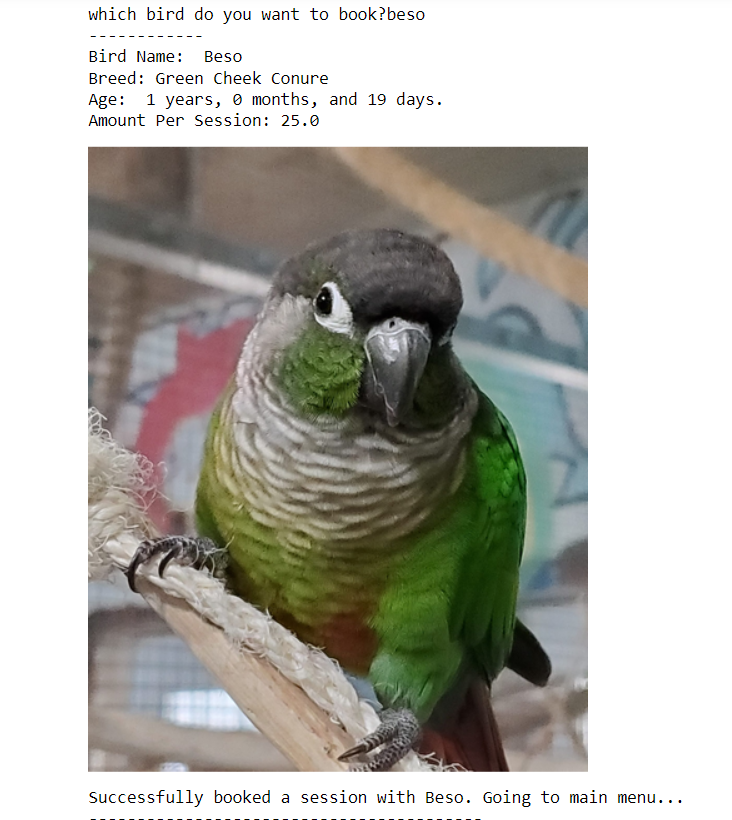 which bird do you want to book?beso
------------
Bird Name:  Beso
Breed: Green Cheek Conure
Age:  1 years, 0 months, and 19 days.
Amount Per Session: 25.0
Successfully booked a session with Beso. Going to main menu...
-----------------------------------------